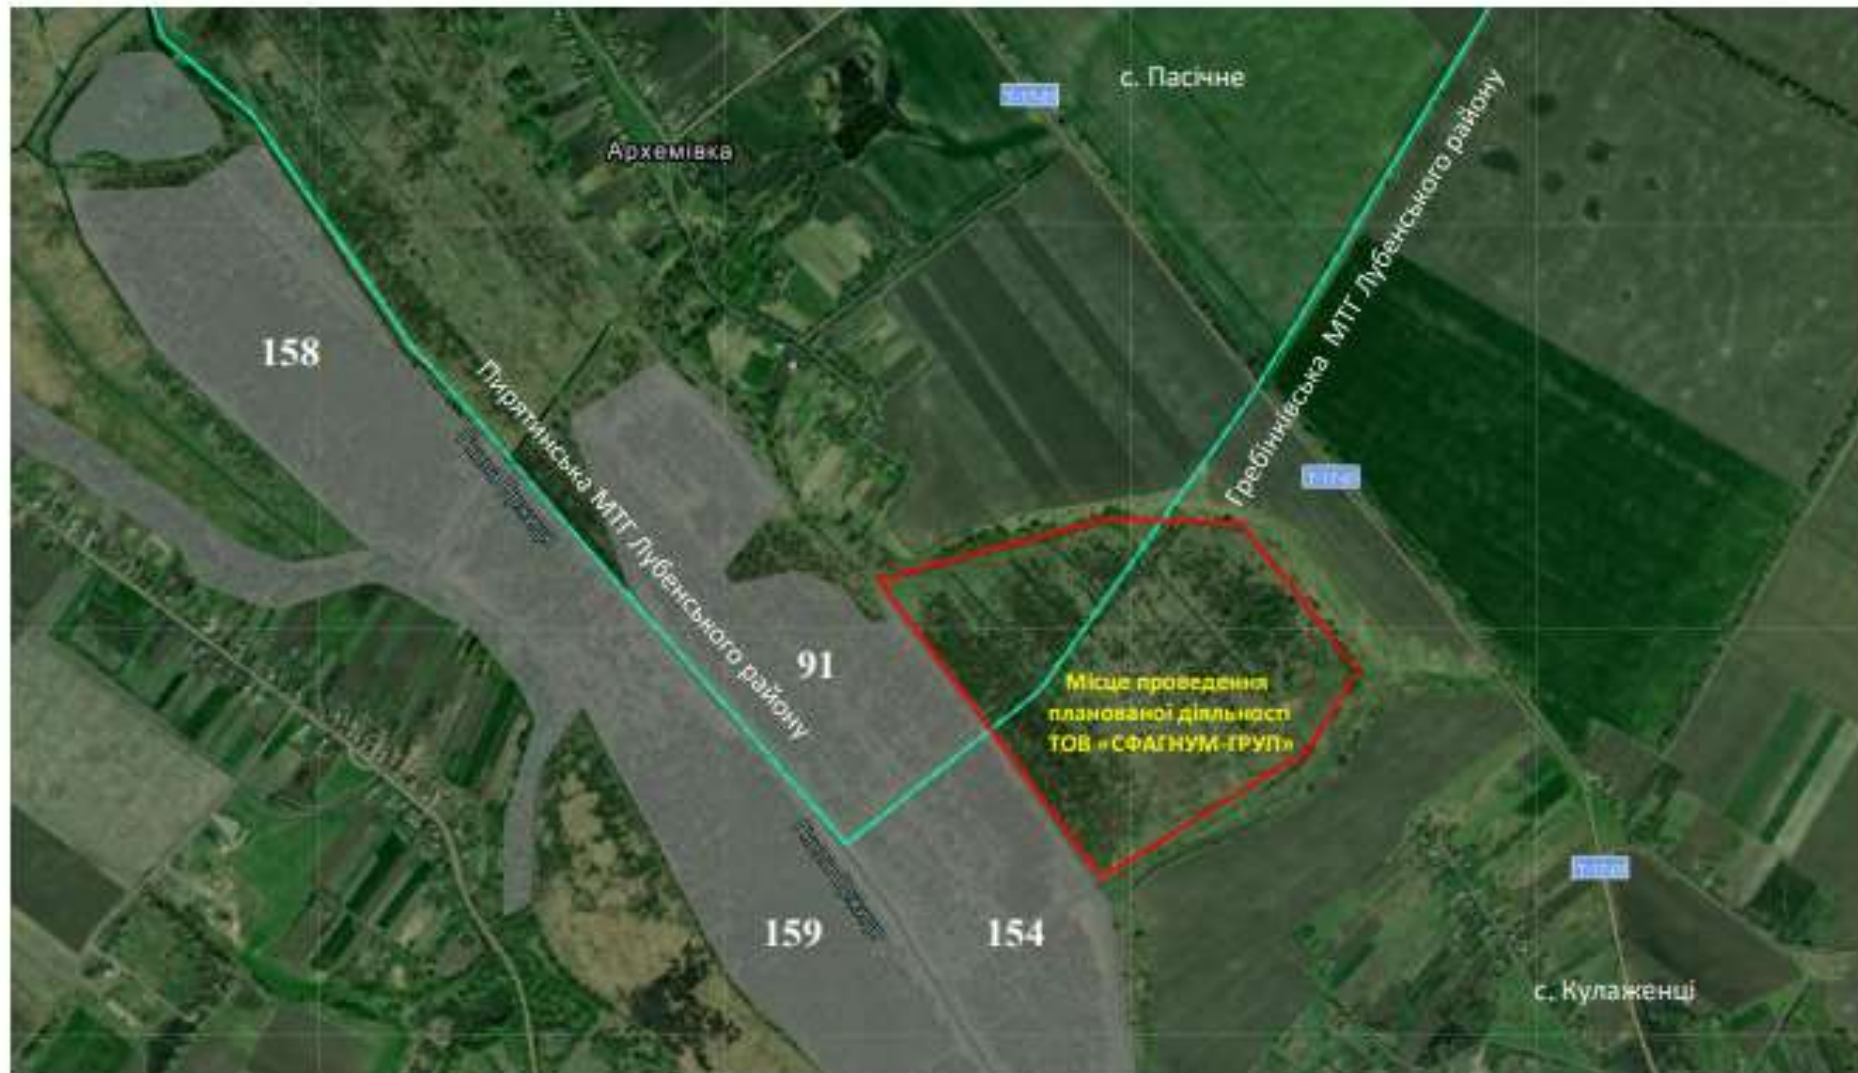 с. Пасічне
Архемівка
Гребінківська МТГ Лубенського району
158
Пирятинська МТГ Лубенського району
91
Місце проведення
планованої діяльності
ТОВ «СФАГНУМ-ГРУП»
159
154
с. Кулаженці